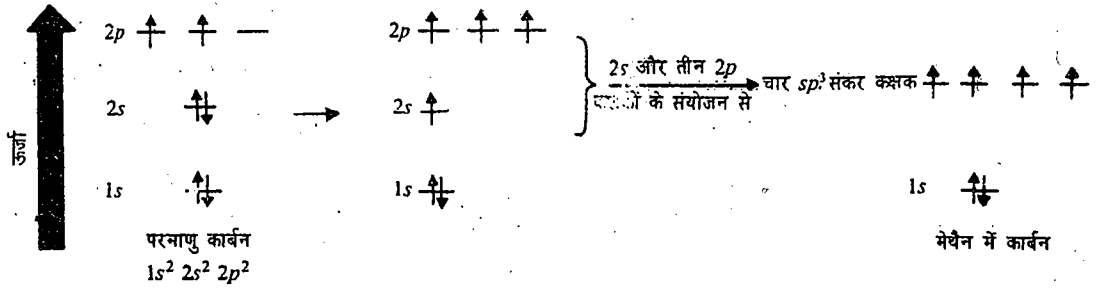 2p
2p
2s और तीन 2p
के संयोजन से
चार sp³ संकर कक्षक
2s
2s
ऊर्जा
1s
1s
1s
परमाणु कार्बन
1s² 2s² 2p²
मेथेन में कार्बन